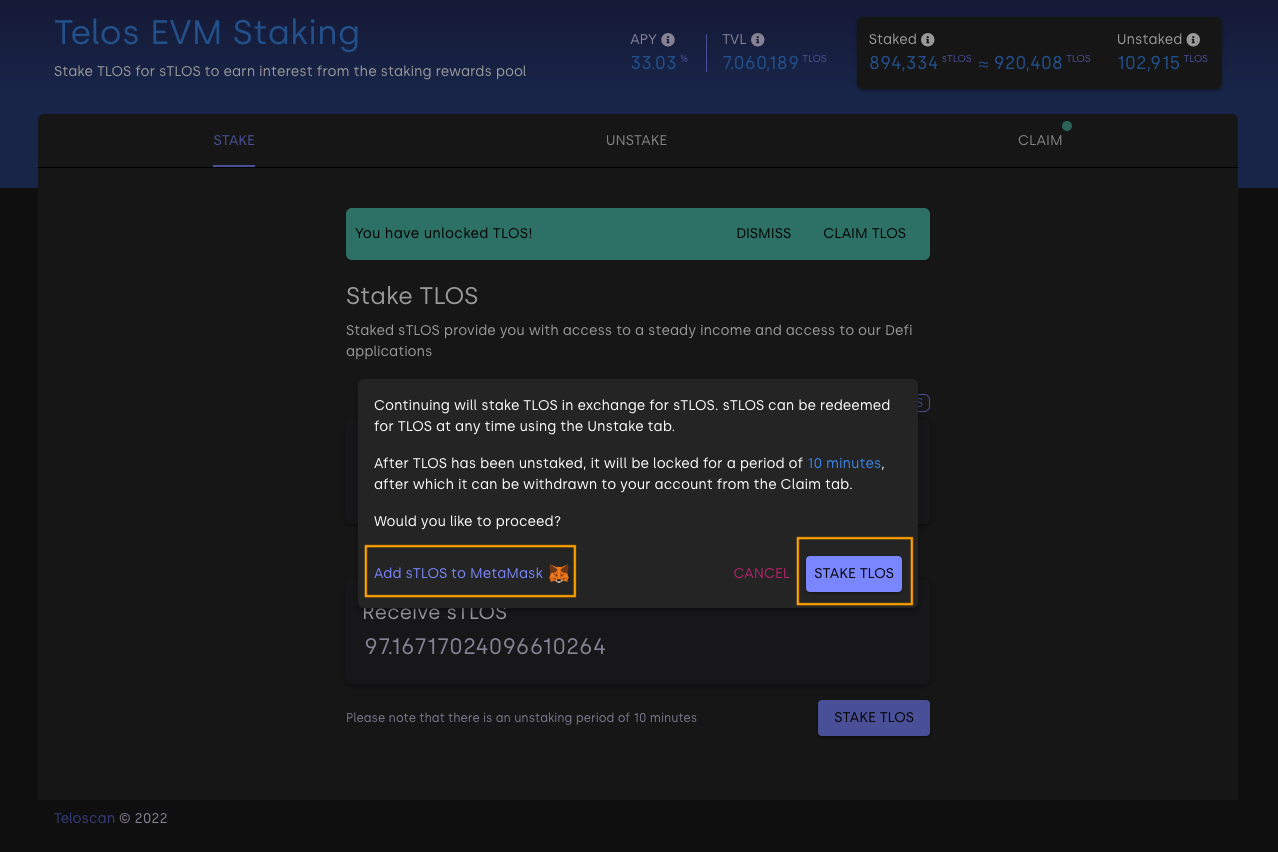 Telos EVM Staking
Stake TLOS for sTLOS to earn interest from the staking rewards pool
APY
33.03 %
TVL
7.060,189 TLOS
Staked
894,334 sTLOS ≈ 920,408 TLOS
Unstaked
102,915 TLOS
STAKE
UNSTAKE
CLAIM
You have unlocked TLOS!
DISMISS
CLAIM TLOS
Stake TLOS
Staked sTLOS provide you with access to a steady income and access to our Defi
applications
Continuing will stake TLOS in exchange for sTLOS. sTLOS can be redeemed
for TLOS at any time using the Unstake tab.
After TLOS has been unstaked, it will be locked for a period of 10 minutes,
after which it can be withdrawn to your account from the Claim tab.
Would you like to proceed?
Add sTLOS to MetaMask
CANCEL
STAKE TLOS
Receive sTLOS
97.16717024096610264
Please note that there is an unstaking period of 10 minutes
STAKE TLOS
Teloscan © 2022